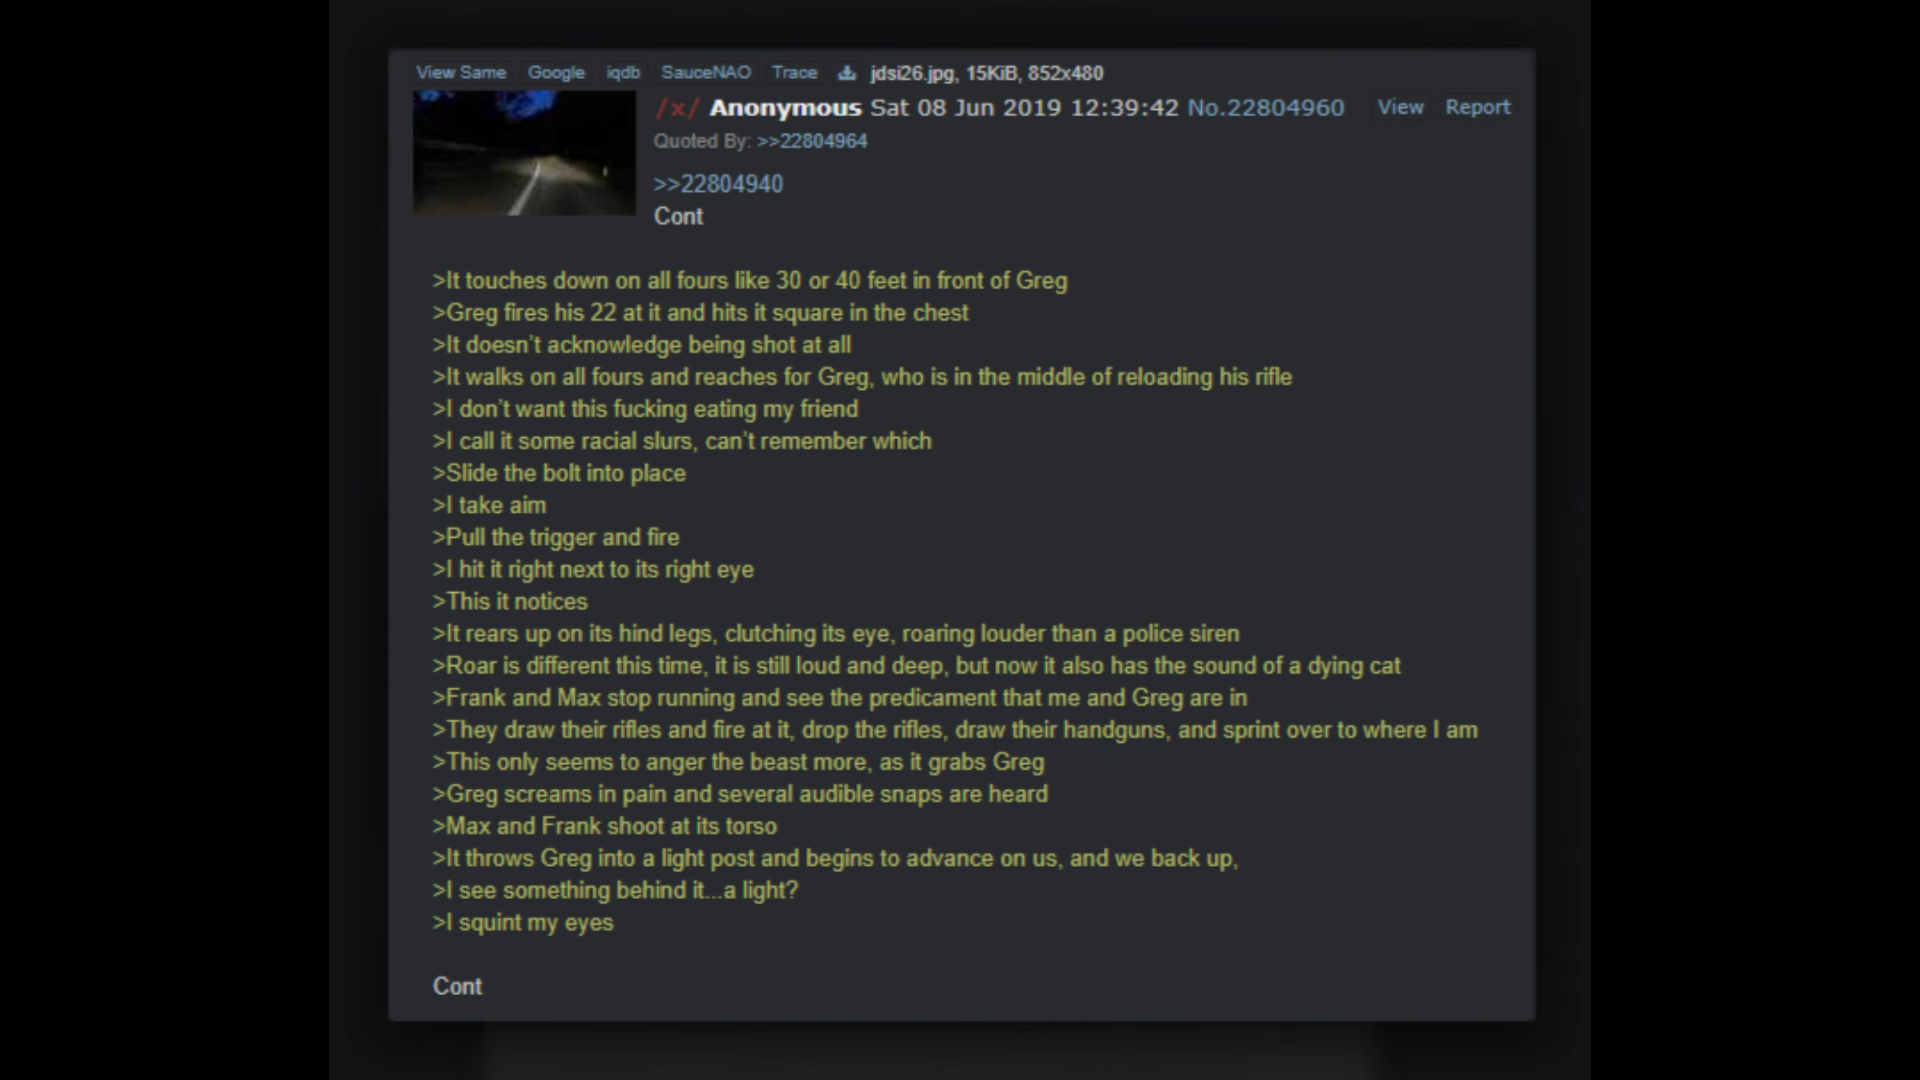 View Same Google iqdb SauceNAO Trace jdsi26.jpg, 15KiB, 852x480
/x/ Anonymous Sat 08 Jun 2019 12:39:42 No.22804960 View Report
Quoted By: >>22804964
>>22804940
Cont
>It touches down on all fours like 30 or 40 feet in front of Greg
>Greg fires his 22 at it and hits it square in the chest
>It doesn’t acknowledge being shot at all
>It walks on all fours and reaches for Greg, who is in the middle of reloading his rifle
>I don’t want this fucking eating my friend
>I call it some racial slurs, can’t remember which
>Slide the bolt into place
>I take aim
>Pull the trigger and fire
>I hit it right next to its right eye
>This it notices
>It rears up on its hind legs, clutching its eye, roaring louder than a police siren
>Roar is different this time, it is still loud and deep, but now it also has the sound of a dying cat
>Frank and Max stop running and see the predicament that me and Greg are in
>They draw their rifles and fire at it, drop the rifles, draw their handguns, and sprint over to where I am
>This only seems to anger the beast more, as it grabs Greg
>Greg screams in pain and several audible snaps are heard
>Max and Frank shoot at its torso
>It throws Greg into a light post and begins to advance on us, and we back up,
>I see something behind it...a light?
>I squint my eyes
Cont